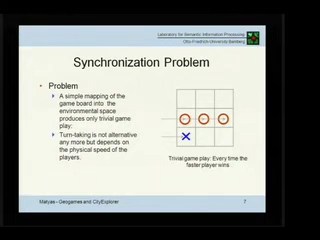 Laboratory for Semantic Information Processing
Otto-Friedrich-University Bamberg
Synchronization Problem
• Problem
▸ A simple mapping of the
game board into the
environmental space
produces only trivial game
play:
▸ Turn-taking is not alternative
any more but depends on
the physical speed of the
players.
Trivial game play: Every time the
faster player wins
Matyas - Geogames and CityExplorer
7